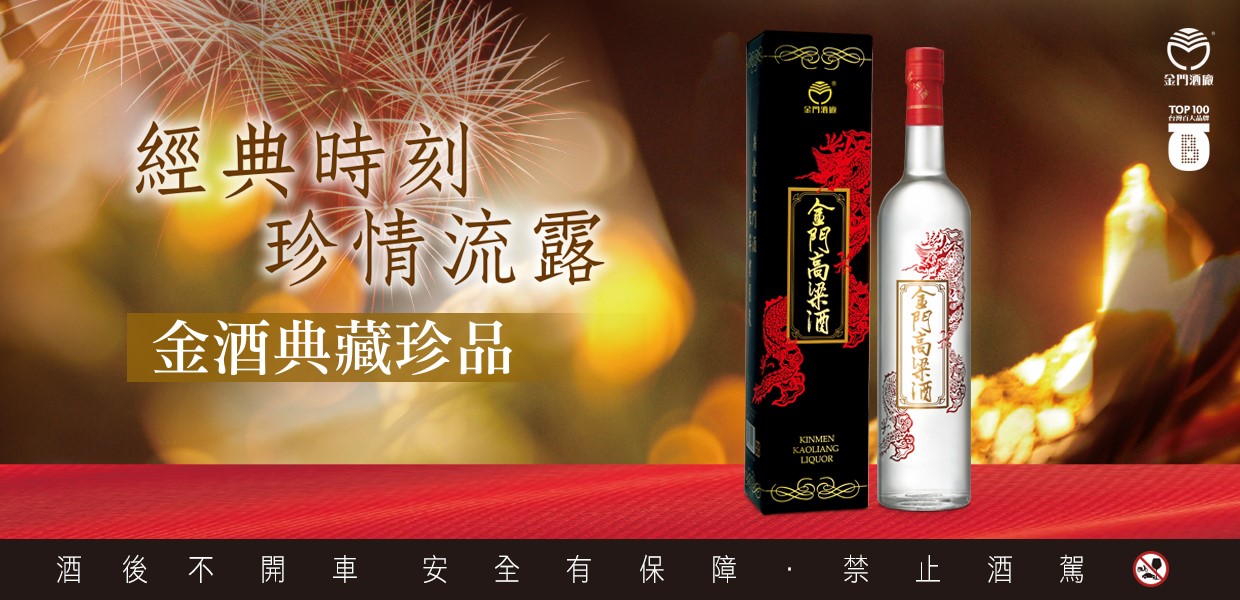 經典時刻
珍情流露
金酒典藏珍品
金門酒廠
金門高粱酒
KINMEN
KAOLIANG
LIQUOR
金門高粱酒
金門酒廠
TOP 100
台灣百大品牌
B
酒後不開車 安全有保障·禁止酒駕